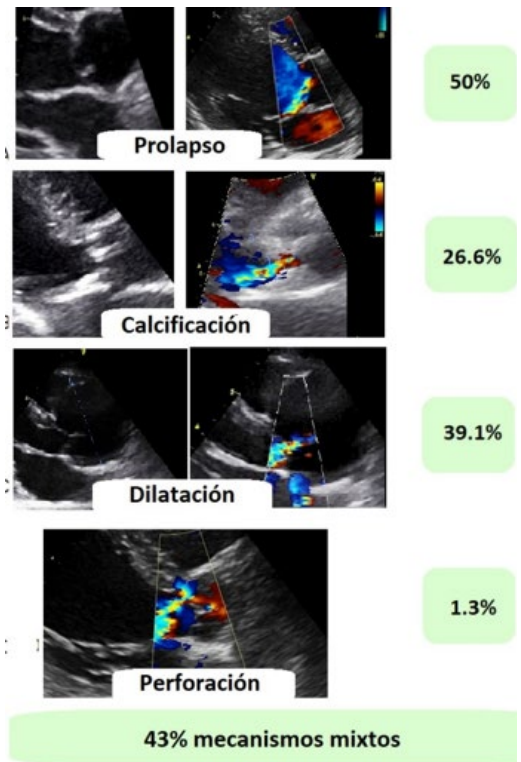 50%
Prolapso
26.6%
Calcificación
39.1%
Dilatación
1.3%
Perforación
43% mecanismos mixtos